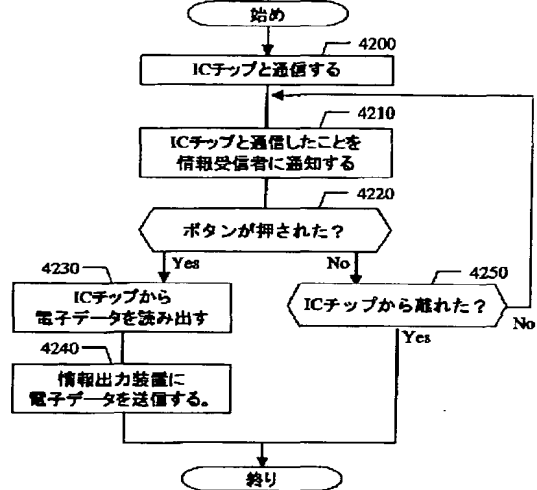 始め
4200
ICチップと通信する
4210
ICチップと通信したことを
情報受信者に通知する
4220
ボタンが押された？
Yes
No
4230
ICチップから
電子データを読み出す
4250
ICチップから離れた？
No
Yes
4240
情報出力装置に
電子データを送信する。
終り